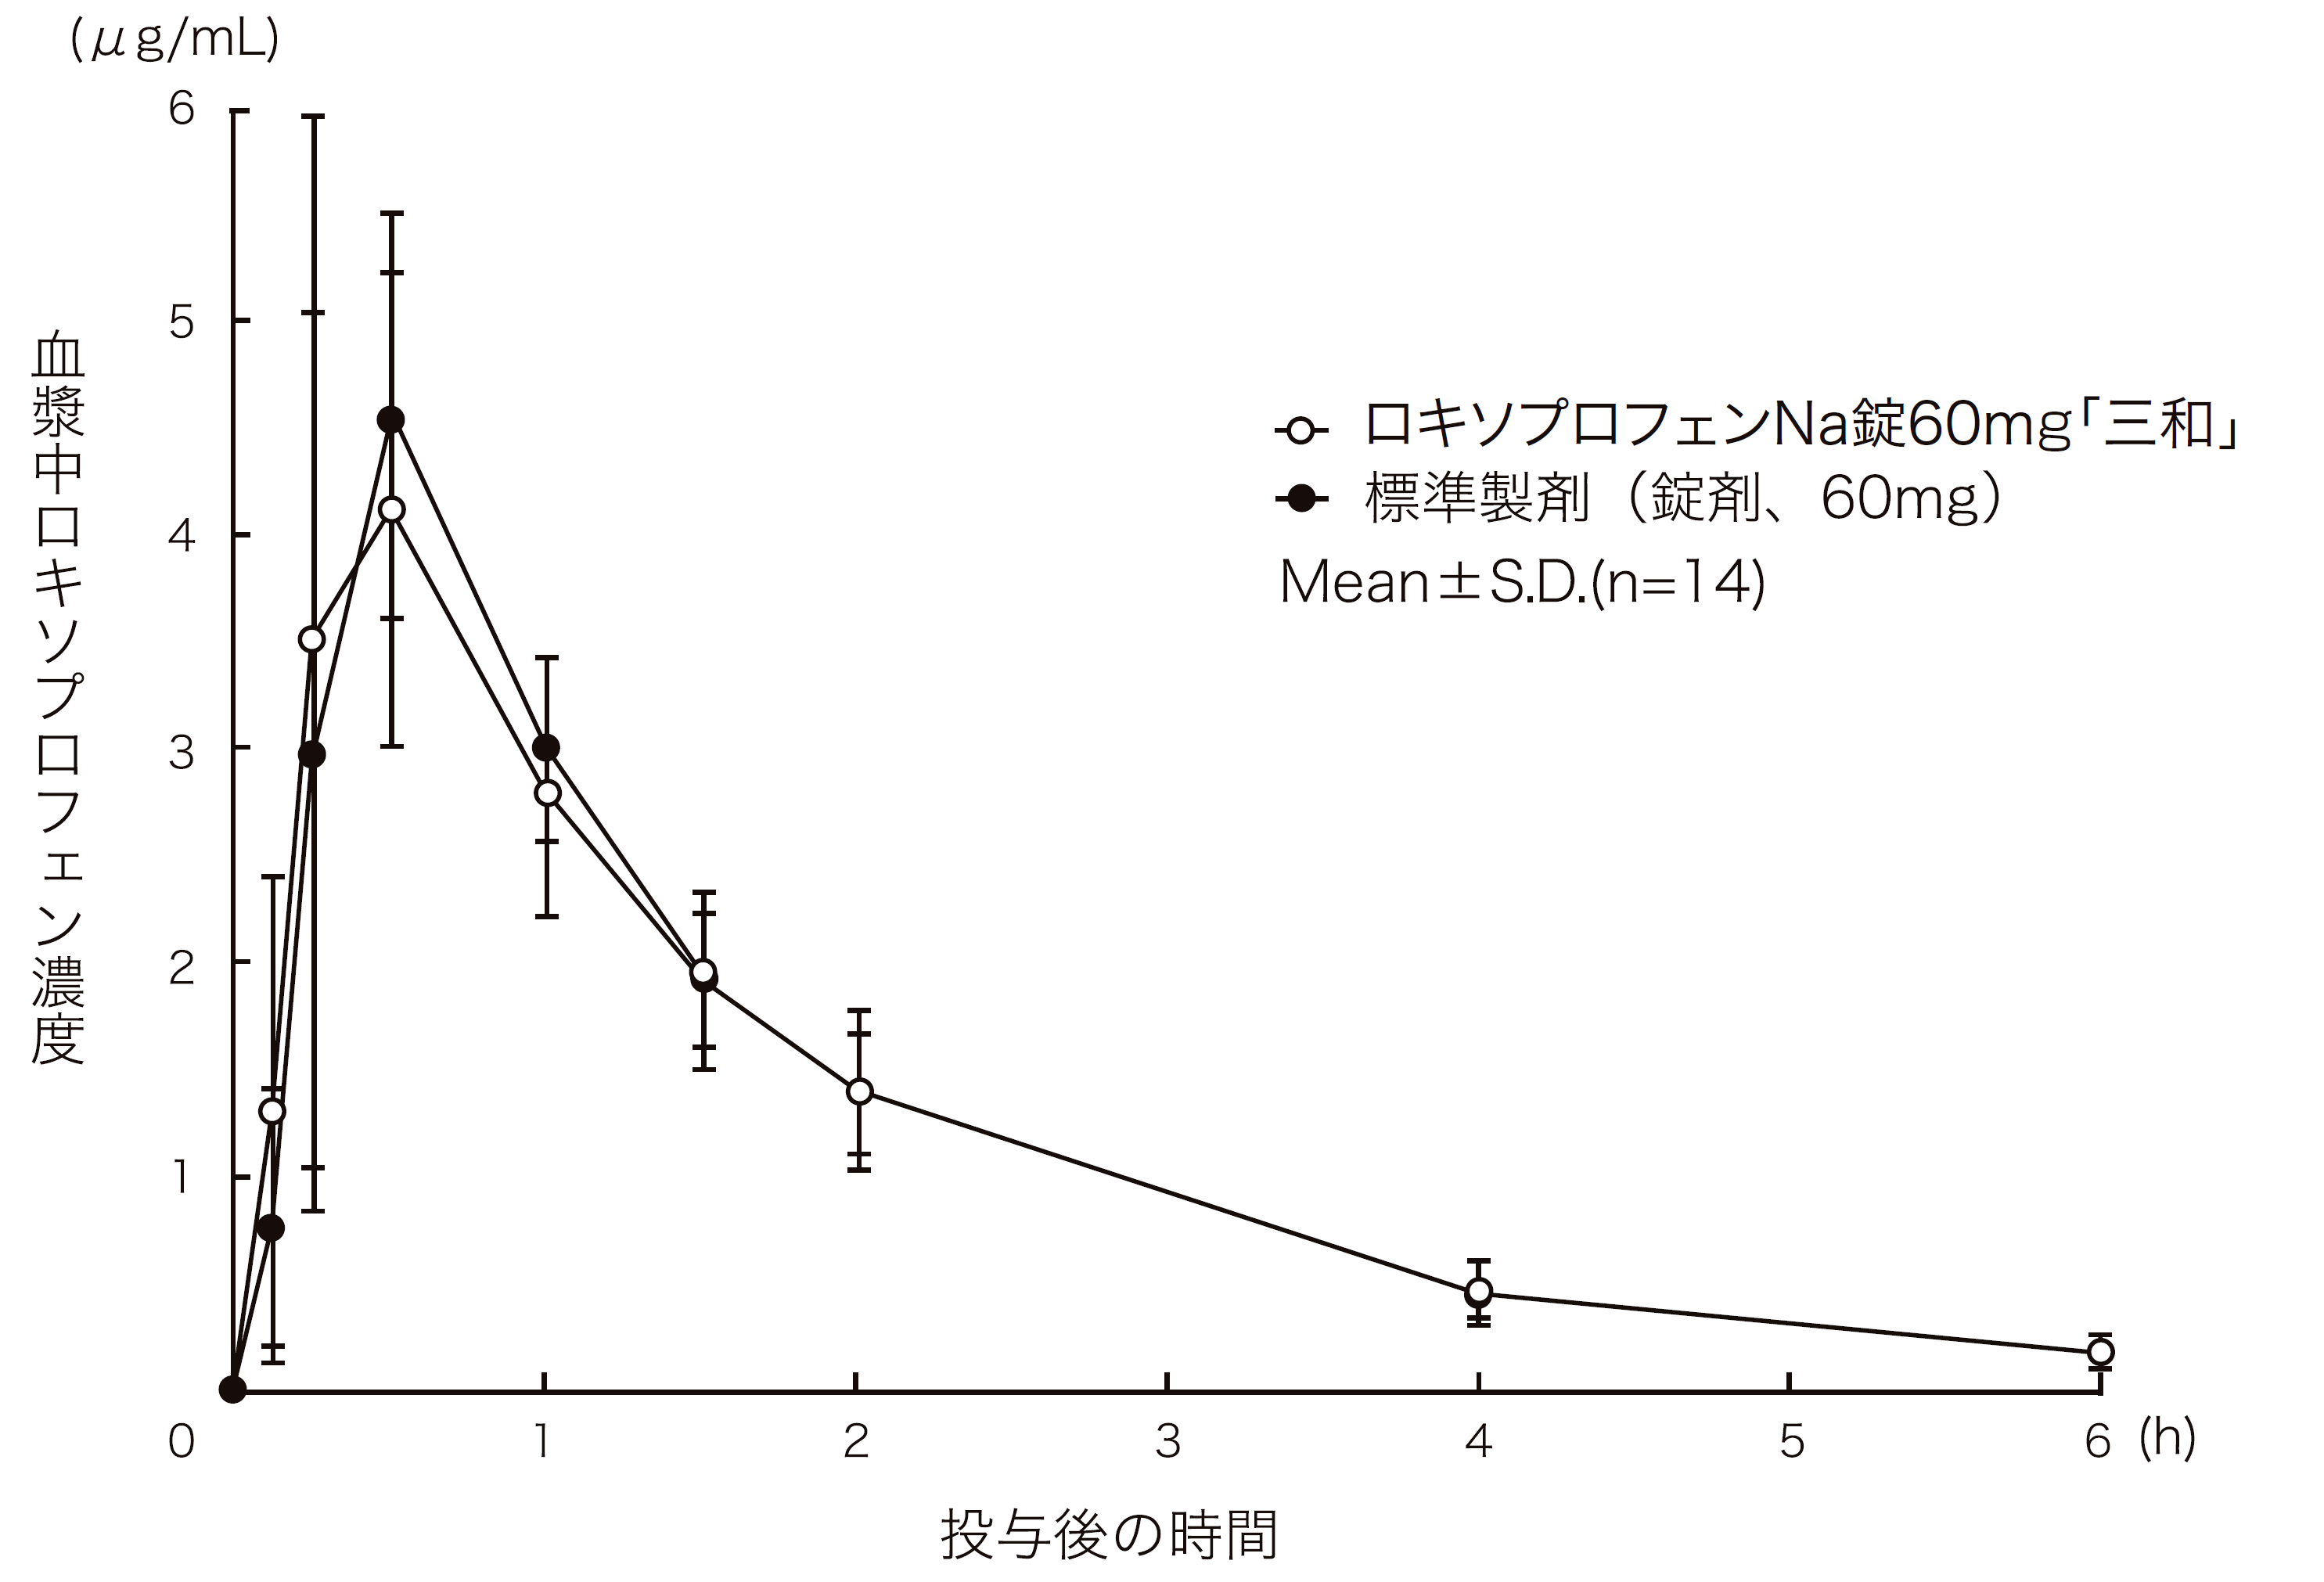 (μg/mL)
6
5
4
3
2
1
0
血漿中ロキソプロフェン濃度
ロキソプロフェンNa錠60mg「三和」
標準製剤（錠剤、60mg）
Mean±S.D.(n=14)
1 2 3 4 5 6 (h)
投与後の時間